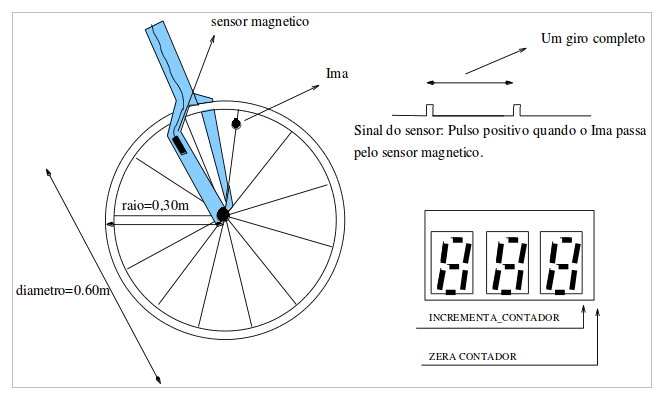 sensor magnetico
Um giro completo
Ima
Sinal do sensor: Pulso positivo quando o Ima passa
pelo sensor magnetico.
raio=0,30m
diametro=0.60m
INCREMENTA_CONTADOR
ZERA CONTADOR